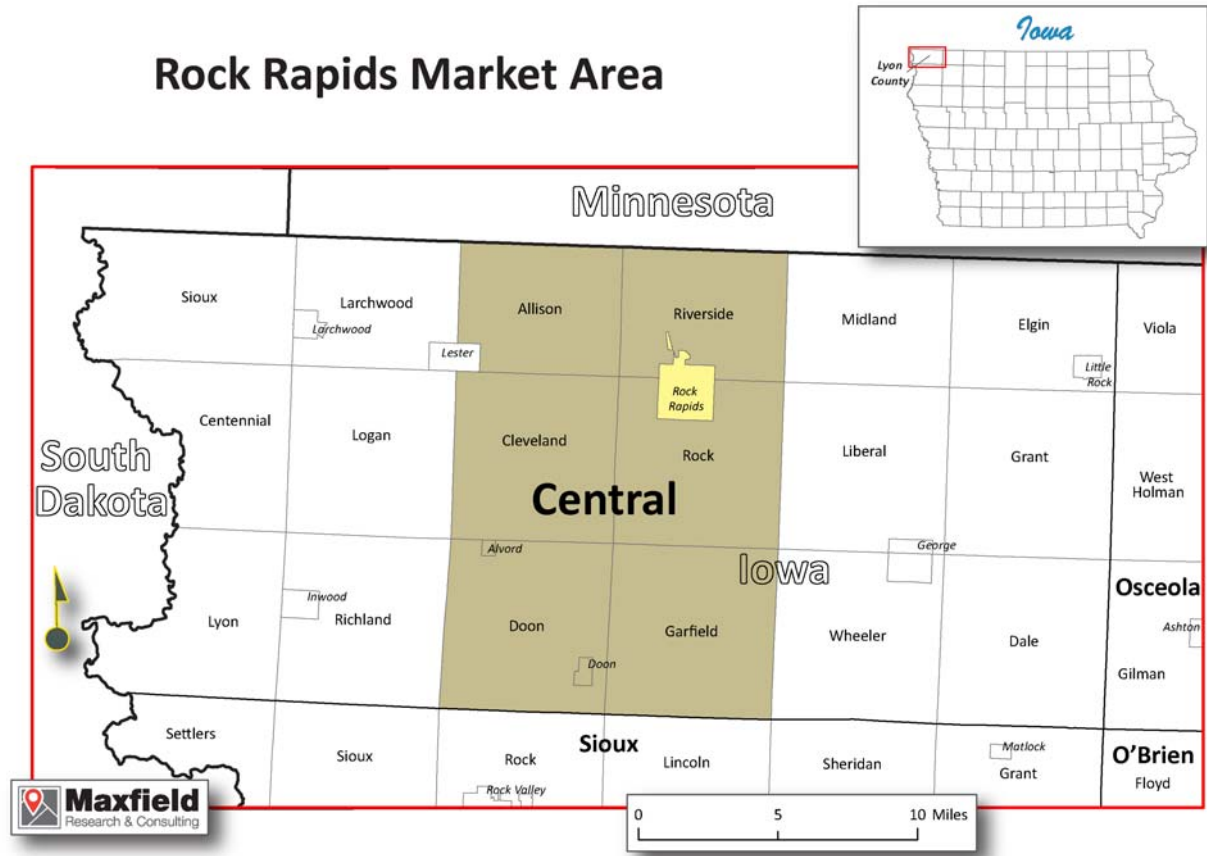 Rock Rapids Market Area
Iowa
Lyon
County
Minnesota
Sioux
Larchwood
Larchwood
Lester
Allison
Riverside
Rock
Rapids
Midland
Elgin
Little
Rock
Viola
South
Dakota
Centennial
Logan
Cleveland
Rock
Central
Liberal
Grant
West
Holman
Alvord
Iowa
George
Osceola
Lyon
Inwood
Richland
Doon
Doon
Garfield
Wheeler
Dale
Ashton
Gilman
Settlers
Sioux
Rock
Rock Valley
Sioux
Lincoln
Sheridan
Matlock
Grant
O'Brien
Floyd
Maxfield
Research & Consulting
0 5 10 Miles